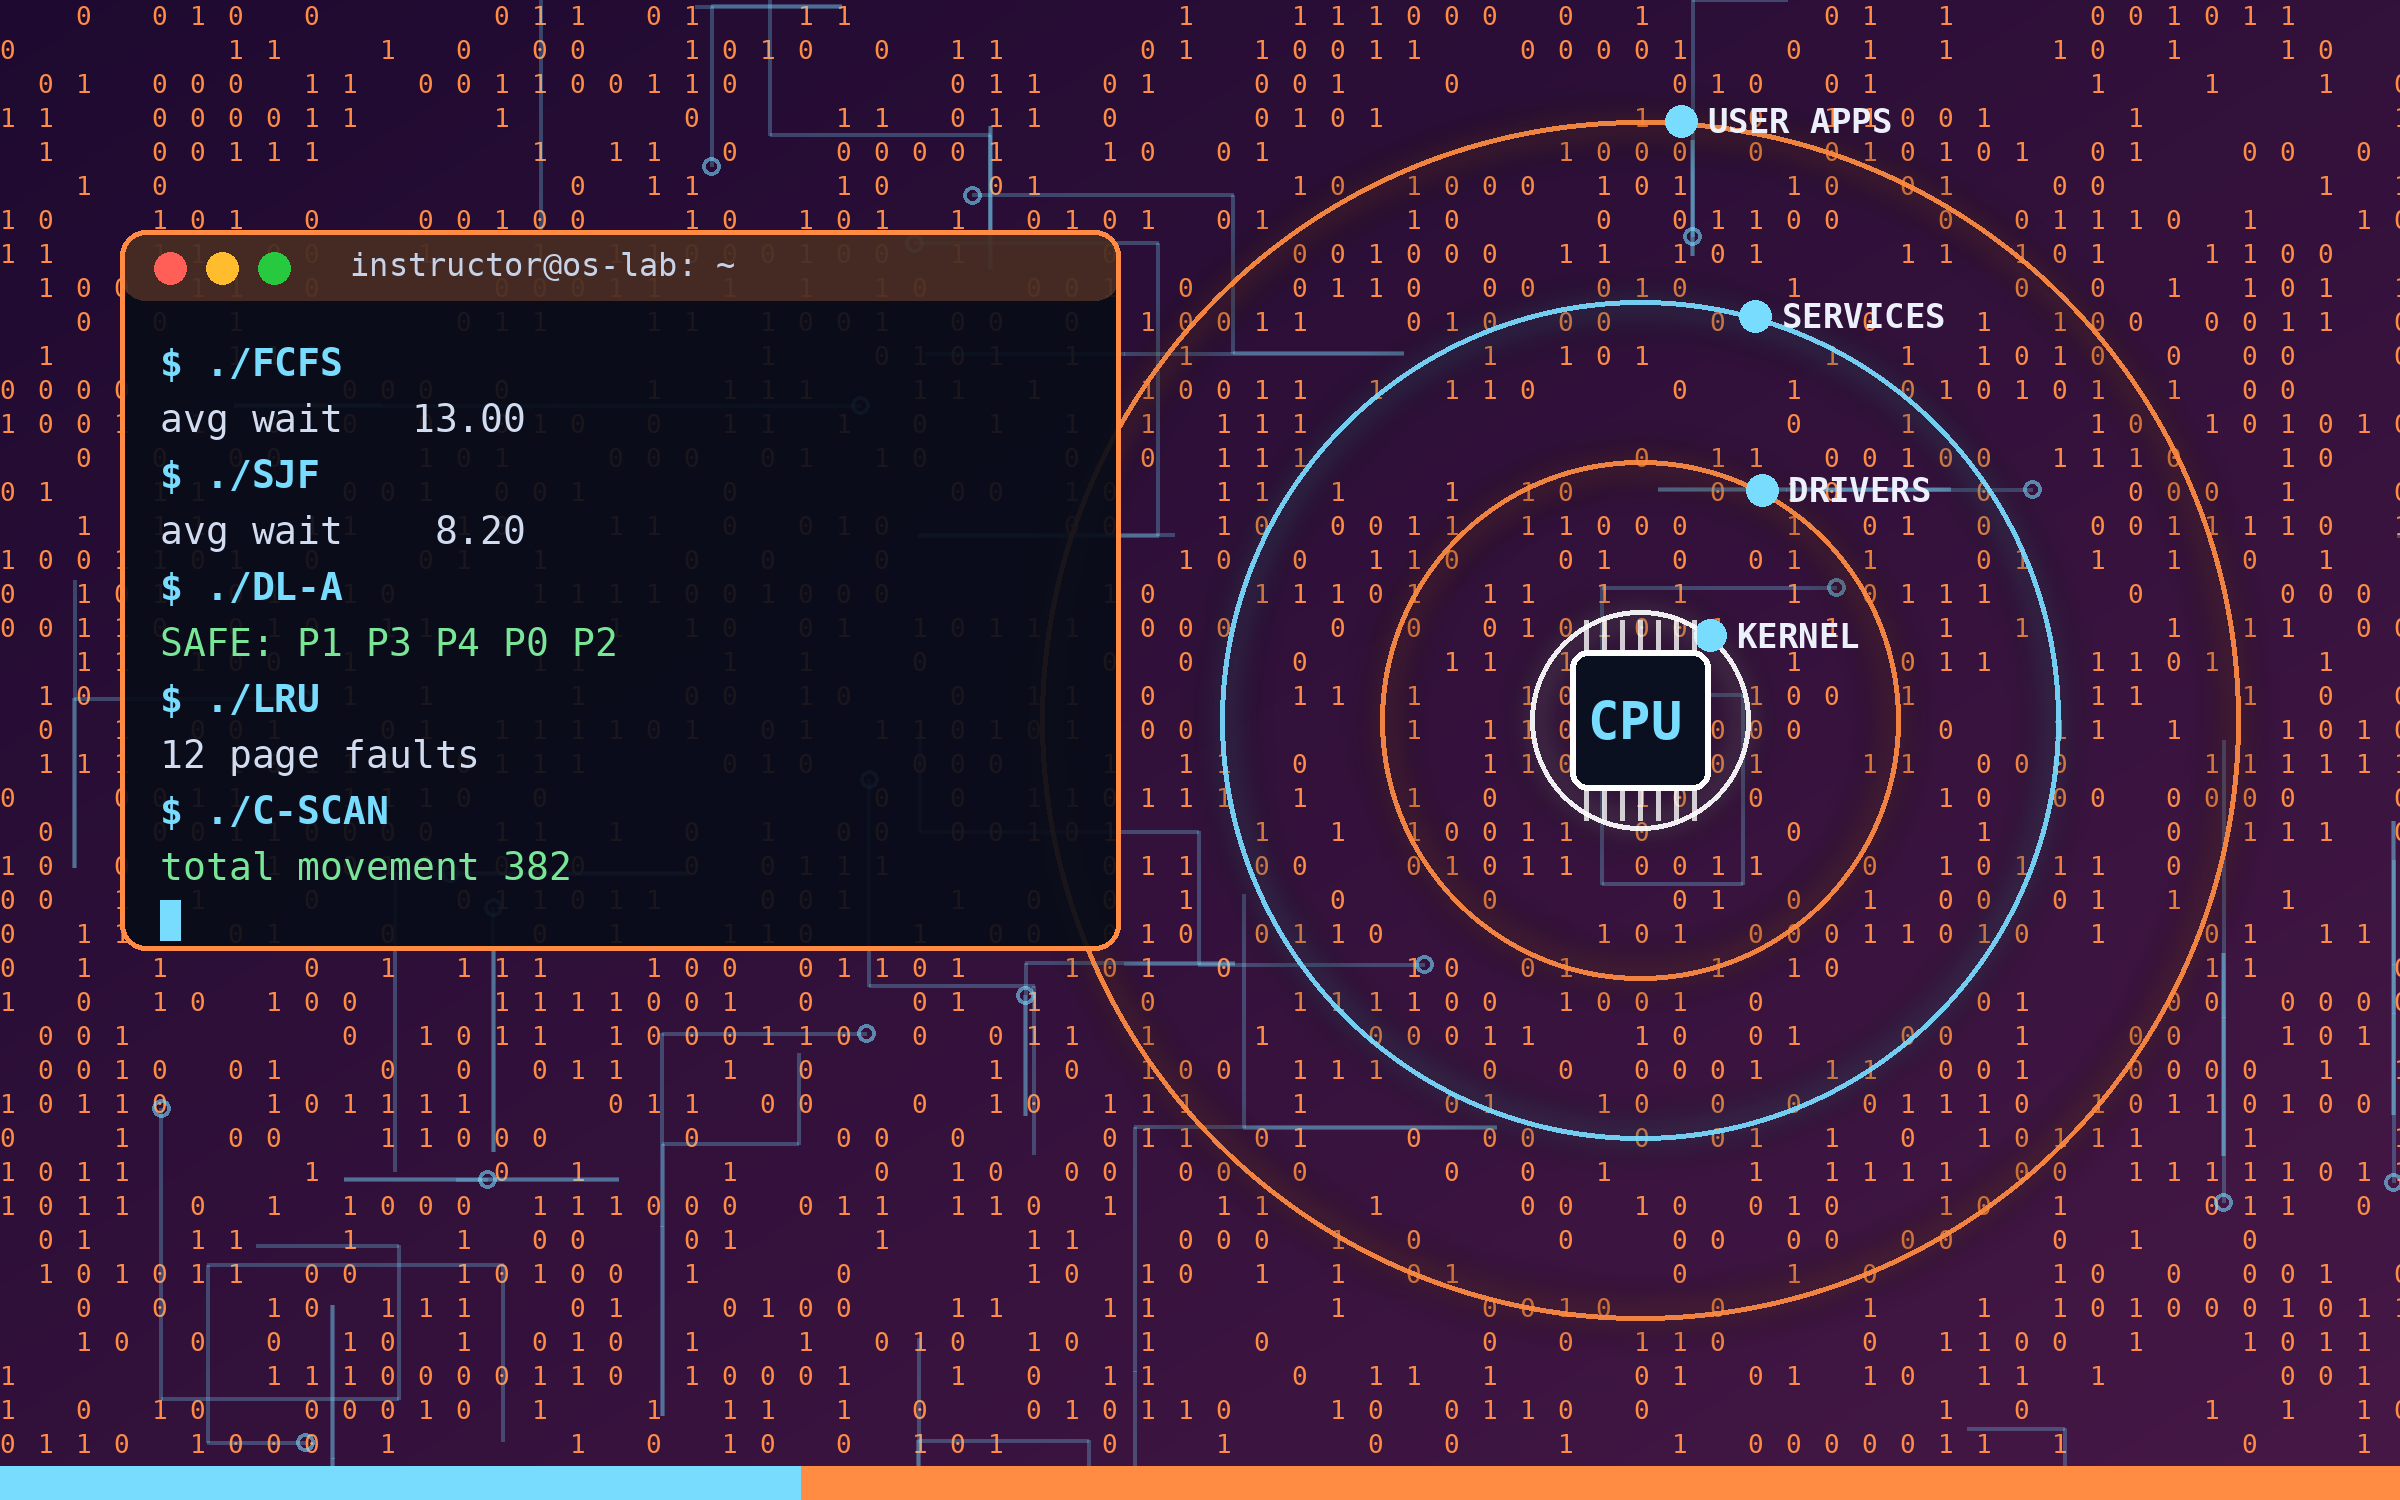 instructor@os-lab: ~
$ ./FCFS
avg wait   13.00
$ ./SJF
avg wait    8.20
$ ./DL-A
SAFE: P1 P3 P4 P0 P2
$ ./LRU
12 page faults
$ ./C-SCAN
total movement 382
USER APPS
SERVICES
DRIVERS
KERNEL
CPU